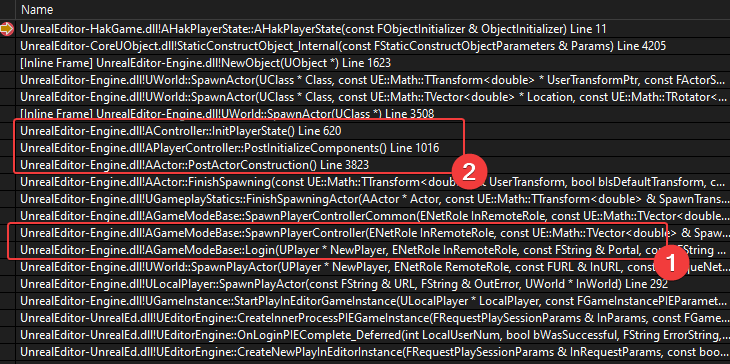 Name
UnrealEditor-HakGame.dll!AHakPlayerState::AHakPlayerState(const FObjectInitializer & ObjectInitializer) Line 11
UnrealEditor-CoreUObject.dll!StaticConstructObject_Internal(const FStaticConstructObjectParameters & Params) Line 4205
[Inline Frame] UnrealEditor-Engine.dll!NewObject(UObject *) Line 1623
UnrealEditor-Engine.dll!UWorld::SpawnActor(UClass * Class, const UE::Math::TTransform<double> * UserTransformPtr, const FActorS...
UnrealEditor-Engine.dll!UWorld::SpawnActor(UClass * Class, const UE::Math::TVector<double> * Location, const UE::Math::TRotator<...
[Inline Frame] UnrealEditor-Engine.dll!UWorld::SpawnActor(UClass *) Line 3508
UnrealEditor-Engine.dll!AController::InitPlayerState() Line 620
UnrealEditor-Engine.dll!APlayerController::PostInitializeComponents() Line 1016
UnrealEditor-Engine.dll!AActor::PostActorConstruction() Line 3823
2
UnrealEditor-Engine.dll!AActor::FinishSpawning(const UE::Math::TTransform<double> & UserTransform, bool bIsDefaultTransform, c...
UnrealEditor-Engine.dll!UGameplayStatics::FinishSpawningActor(AActor * Actor, const UE::Math::TTransform<double> & SpawnTrans...
UnrealEditor-Engine.dll!AGameModeBase::SpawnPlayerControllerCommon(ENetRole InRemoteRole, const UE::Math::TVector<double...
UnrealEditor-Engine.dll!AGameModeBase::SpawnPlayerController(ENetRole InRemoteRole, const UE::Math::TVector<double> & Spaw...
UnrealEditor-Engine.dll!AGameModeBase::Login(UPlayer * NewPlayer, ENetRole InRemoteRole, const FString & Portal, const FString ...
1
UnrealEditor-Engine.dll!UWorld::SpawnPlayActor(UPlayer * NewPlayer, ENetRole RemoteRole, const FURL & InURL, const queNet...
UnrealEditor-Engine.dll!ULocalPlayer::SpawnPlayActor(const FString & URL, FString & OutError, UWorld * InWorld) Line 292
UnrealEditor-Engine.dll!UGameInstance::StartPlayInEditorGameInstance(ULocalPlayer * LocalPlayer, const FGameInstancePIEParamet...
UnrealEditor-UnrealEd.dll!UEditorEngine::CreateInnerProcessPIEGameInstance(FRequestPlaySessionParams & InParams, const FGame...
UnrealEditor-UnrealEd.dll!UEditorEngine::OnLoginPIEComplete_Deferred(int LocalUserNum, bool bWasSuccessful, FString ErrorString,...
UnrealEditor-UnrealEd.dll!UEditorEngine::CreateNewPlayInEditorInstance(FRequestPlaySessionParams & InRequestParams, const boo...